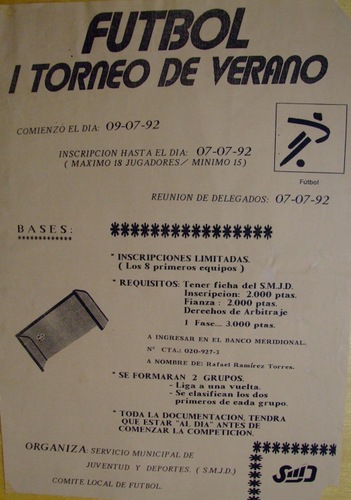 FUTBOL
I TORNEO DE VERANO
COMIENZO EL DIA: 09-07-92
INSCRIPCION HASTA EL DIA: 07-07-92
( MAXIMO 18 JUGADORES/ MINIMO 15)
Fútbol
REUNION DE DELEGADOS: 07-07-92
BASES:
* INSCRIPCIONES LIMITADAS.
( Los 8 primeros equipos )
* REQUISITOS: Tener ficha del S.M.J.D.
Inscripcion: 2.000 ptas.
Fianza : 2.000 ptas.
Derechos de Arbitraje
1 Fase... 3.000 ptas.
A INGRESAR EN EL BANCO MERIDIONAL.
Nº CTA.: 020-927-3
A NOMBRE DE: Rafael Ramírez Torres.
* SE FORMARAN 2 GRUPOS.
- Liga a una vuelta.
- Se clasifican los dos
primeros de cada grupo.
* TODA LA DOCUMENTACION, TENDRA
QUE ESTAR "AL DIA" ANTES DE
COMENZAR LA COMPETICION.
ORGANIZA: SERVICIO MUNICIPAL DE
JUVENTUD Y DEPORTES. ( S.M.J.D.)
COMITE LOCAL DE FUTBOL.
SMJD